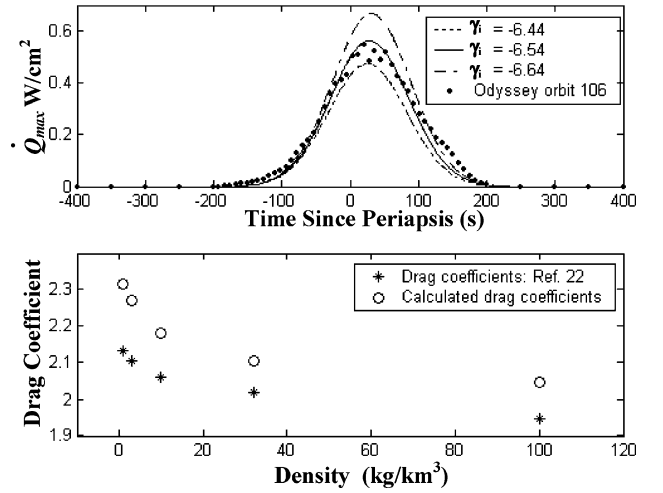 0.6
0.4
0.2
0
Q̇max W/cm²
γi = -6.44
γi = -6.54
γi = -6.64
Odyssey orbit 106
-400 -300 -200 -100 0 100 200 300 400
Time Since Periapsis (s)
2.3
2.2
2.1
2
1.9
Drag Coefficient
Drag coefficients: Ref. 22
Calculated drag coefficients
0 20 40 60 80 100 120
Density (kg/km³)